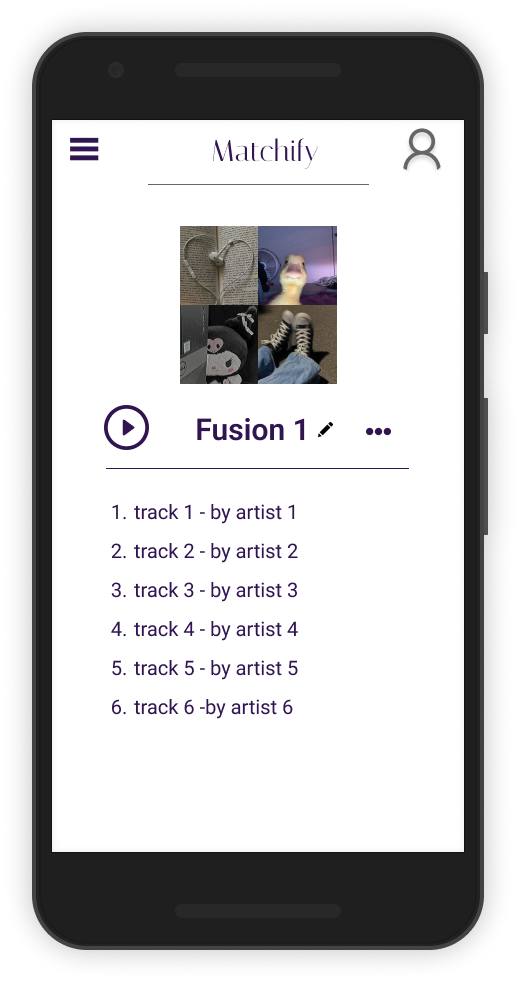 Matchify
Fusion 1
1. track 1 - by artist 1
2. track 2 - by artist 2
3. track 3 - by artist 3
4. track 4 - by artist 4
5. track 5 - by artist 5
6. track 6 -by artist 6